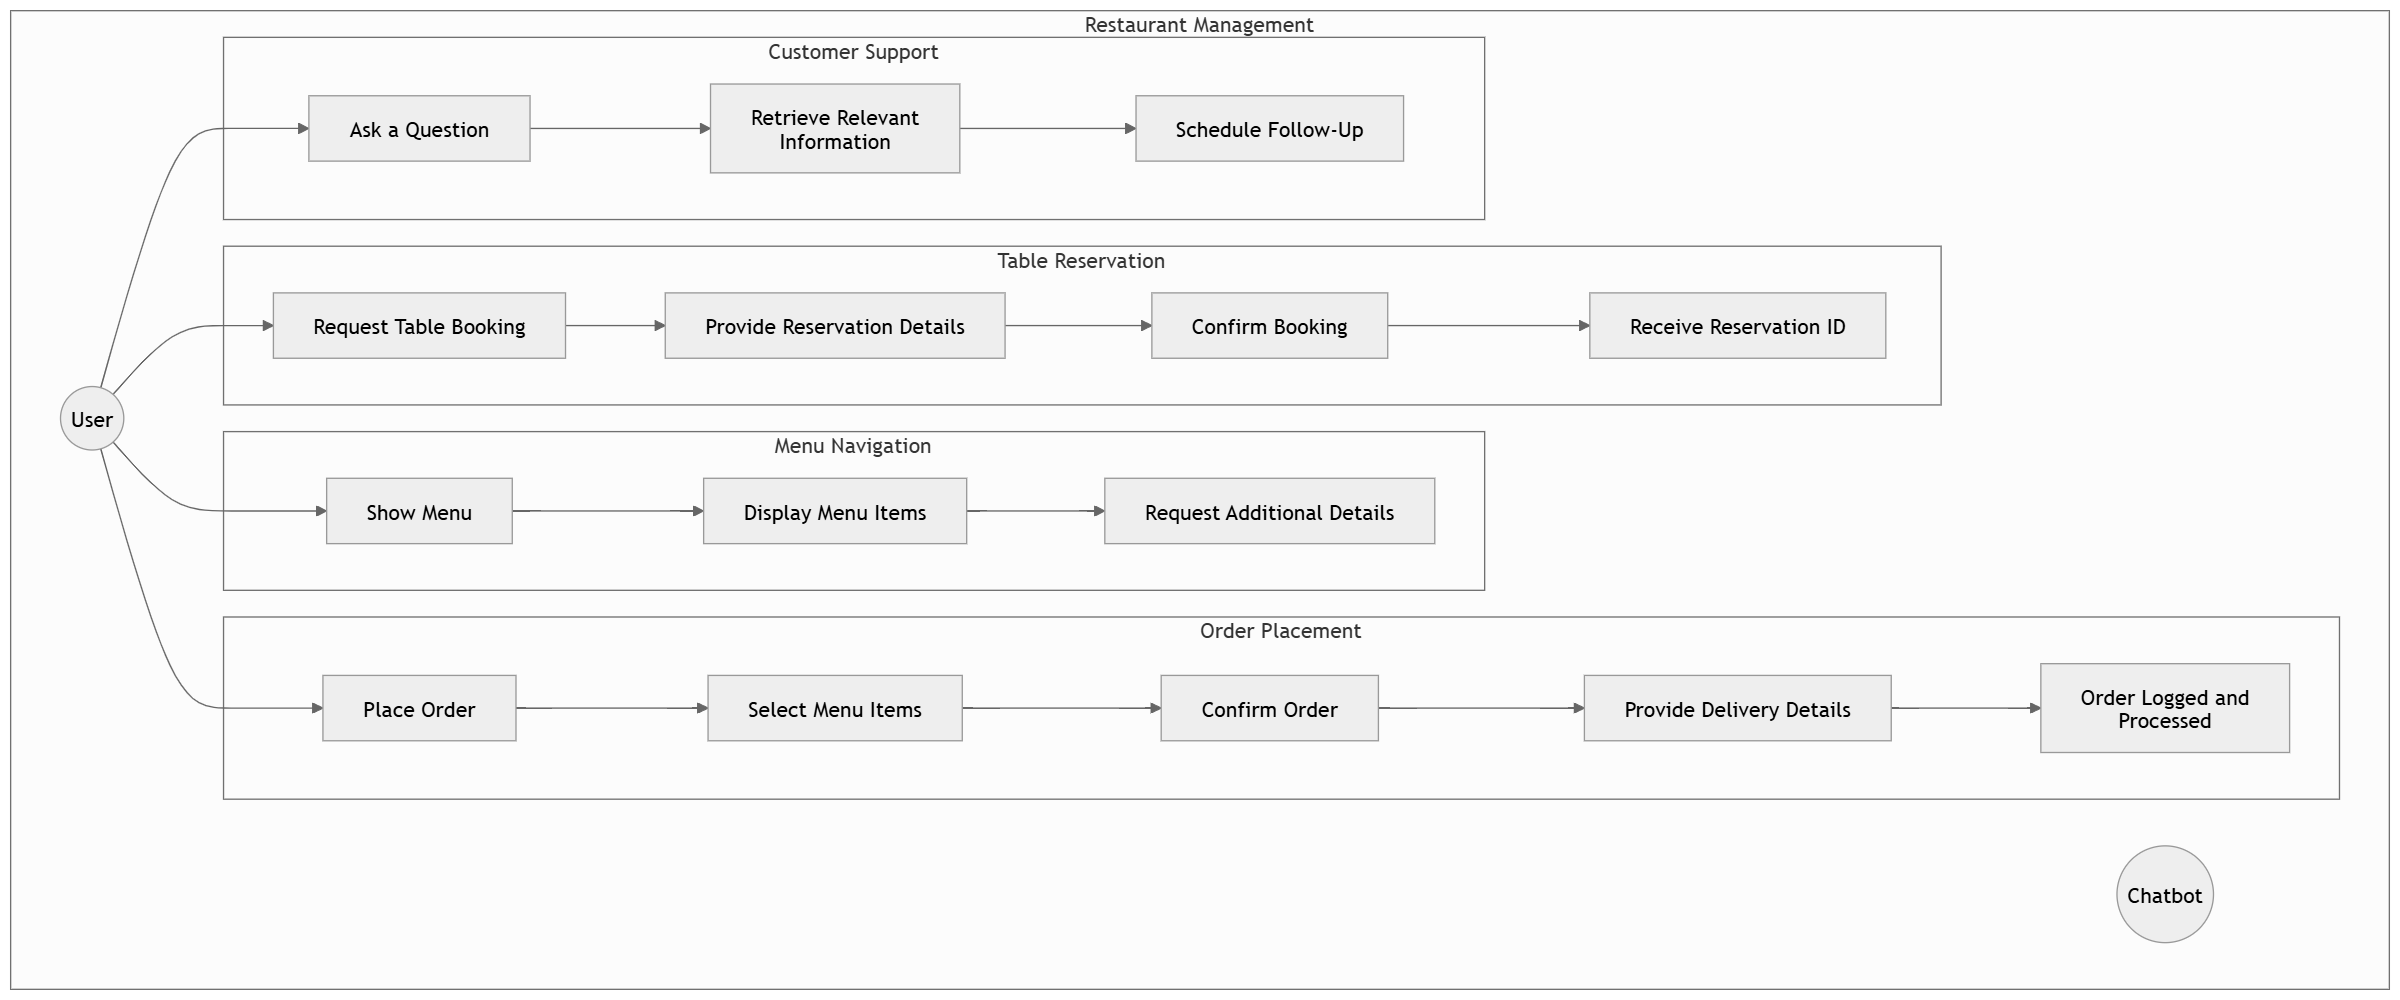 Restaurant Management
Customer Support
Ask a Question
Retrieve Relevant
Information
Schedule Follow-Up
Table Reservation
Request Table Booking
Provide Reservation Details
Confirm Booking
Receive Reservation ID
User
Menu Navigation
Show Menu
Display Menu Items
Request Additional Details
Order Placement
Place Order
Select Menu Items
Confirm Order
Provide Delivery Details
Order Logged and
Processed
Chatbot